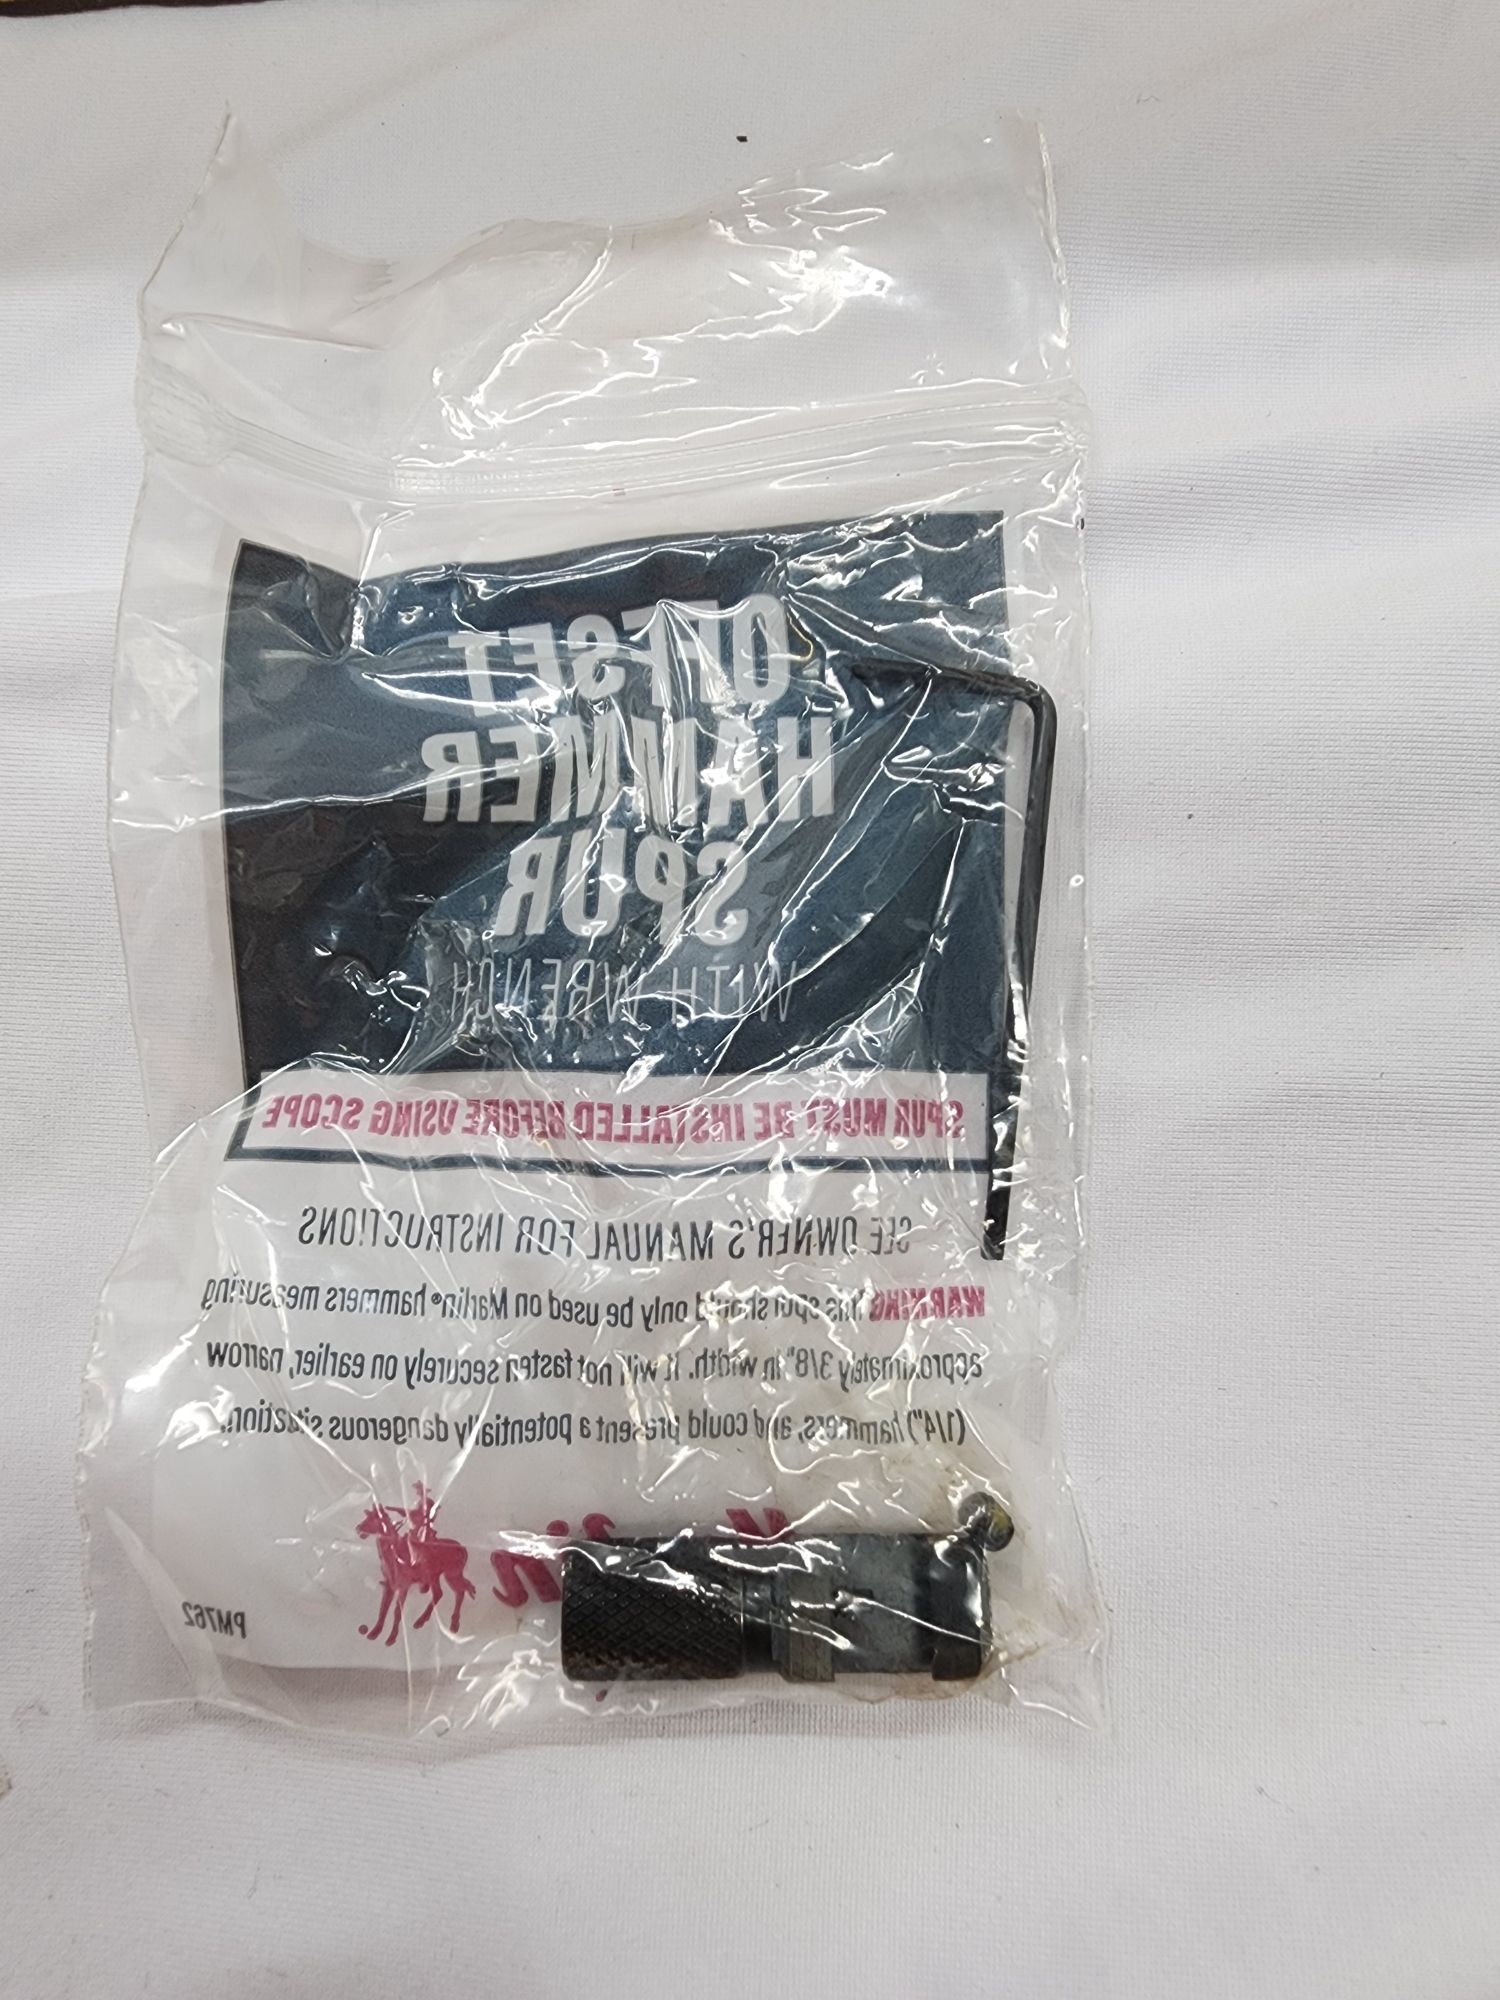 OFFSET
HAMMER
SPUR
WITH WRENCH
SPUR MUST BE INSTALLED BEFORE USING SCOPE
SEE OWNER'S MANUAL FOR INSTRUCTIONS
WARNING this spur should only be used on Marlin® hammers measuring
approximately 3/8" in width. It will not fasten securely on earlier, narrow
(1/4") hammers, and could present a potentially dangerous situation.
PM762